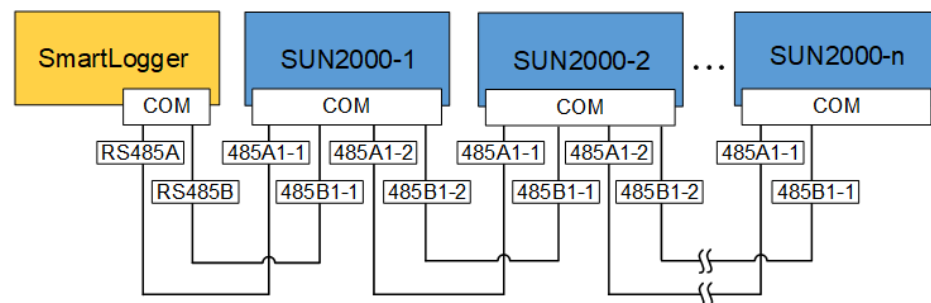 SmartLogger
SUN2000-1
SUN2000-2
...
SUN2000-n
COM
COM
COM
COM
RS485A
485A1-1
485A1-2
485A1-1
485A1-2
485A1-1
RS485B
485B1-1
485B1-2
485B1-1
485B1-2
485B1-1